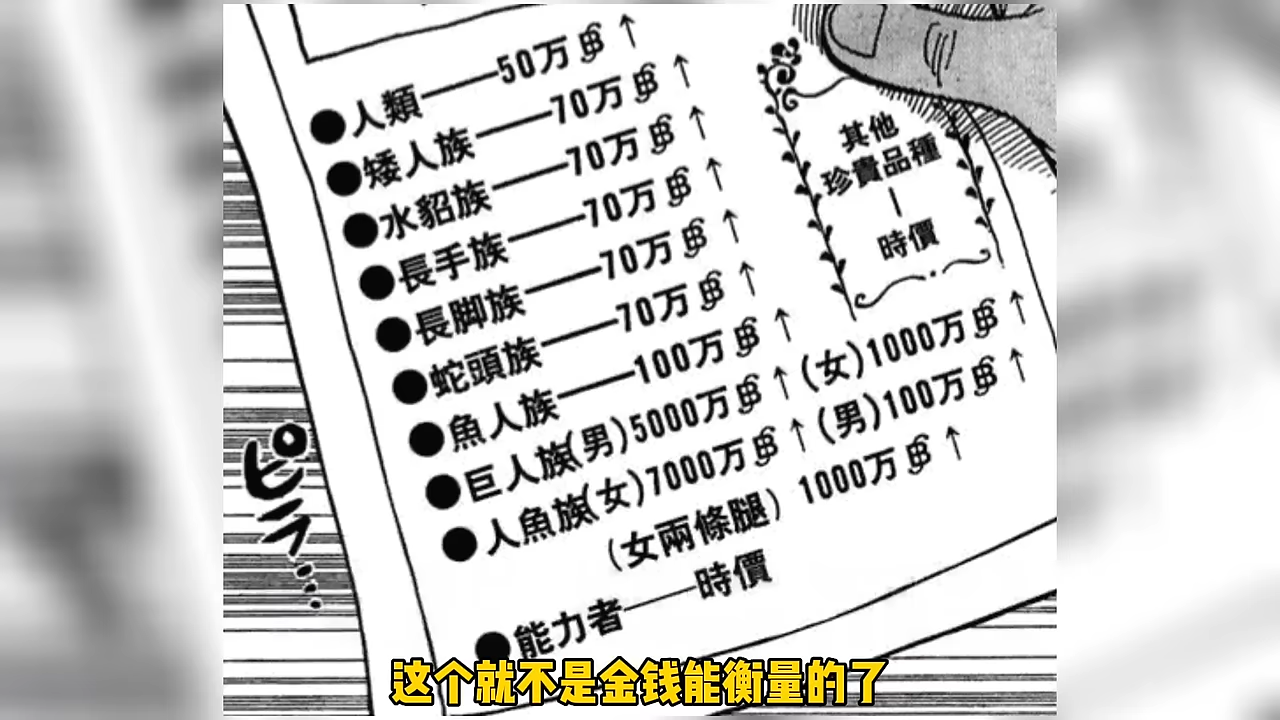 ●人類——50万฿↑
●矮人族——70万฿↑
●水貂族——70万฿↑
●長手族——70万฿↑
●長脚族——70万฿↑
●蛇頭族——70万฿↑
●魚人族——100万฿↑
●巨人族(男)5000万฿↑(女)1000万฿↑
●人魚族(女)7000万฿↑(男)100万฿↑
(女兩條腿)1000万฿↑
●能力者——時價
其他
珍貴品種
|
時價
ピラ…
这个就不是金钱能衡量的了